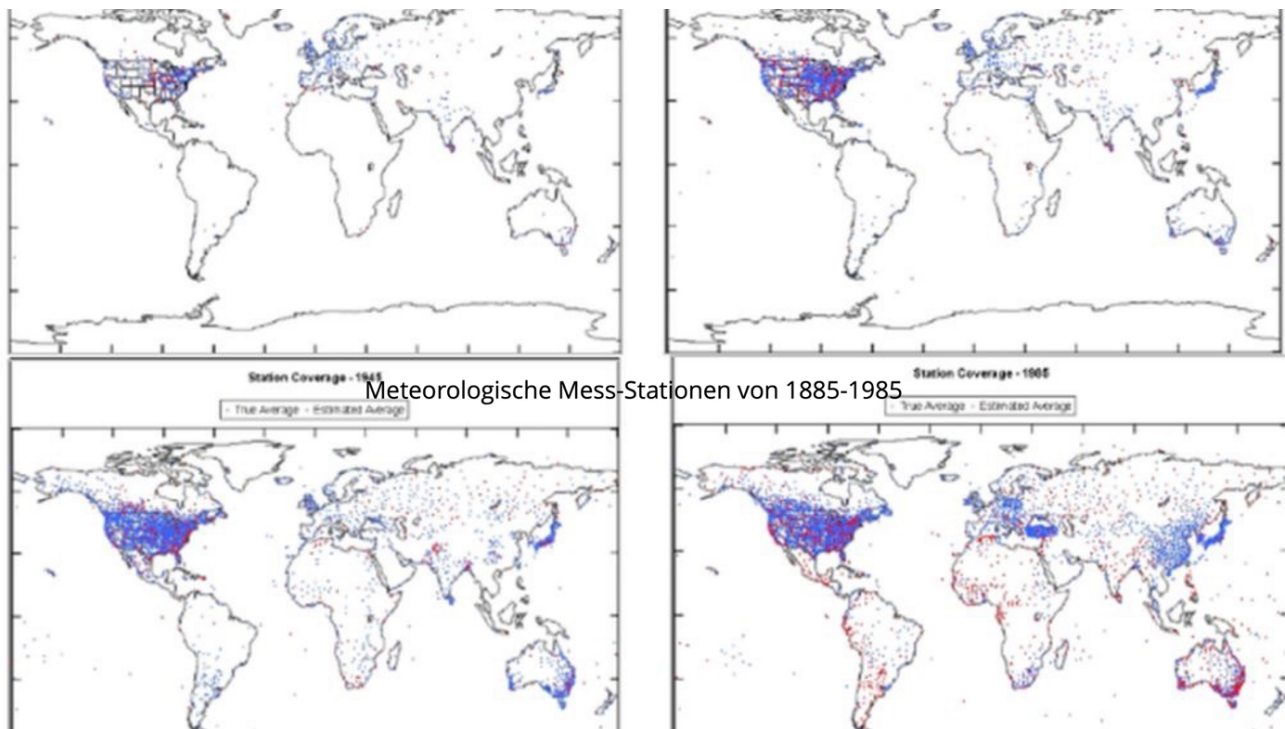 Station Coverage - 1945
Station Coverage - 1985
Meteorologische Mess-Stationen von 1885-1985
True Average - Estimated Average
True Average - Estimated Average